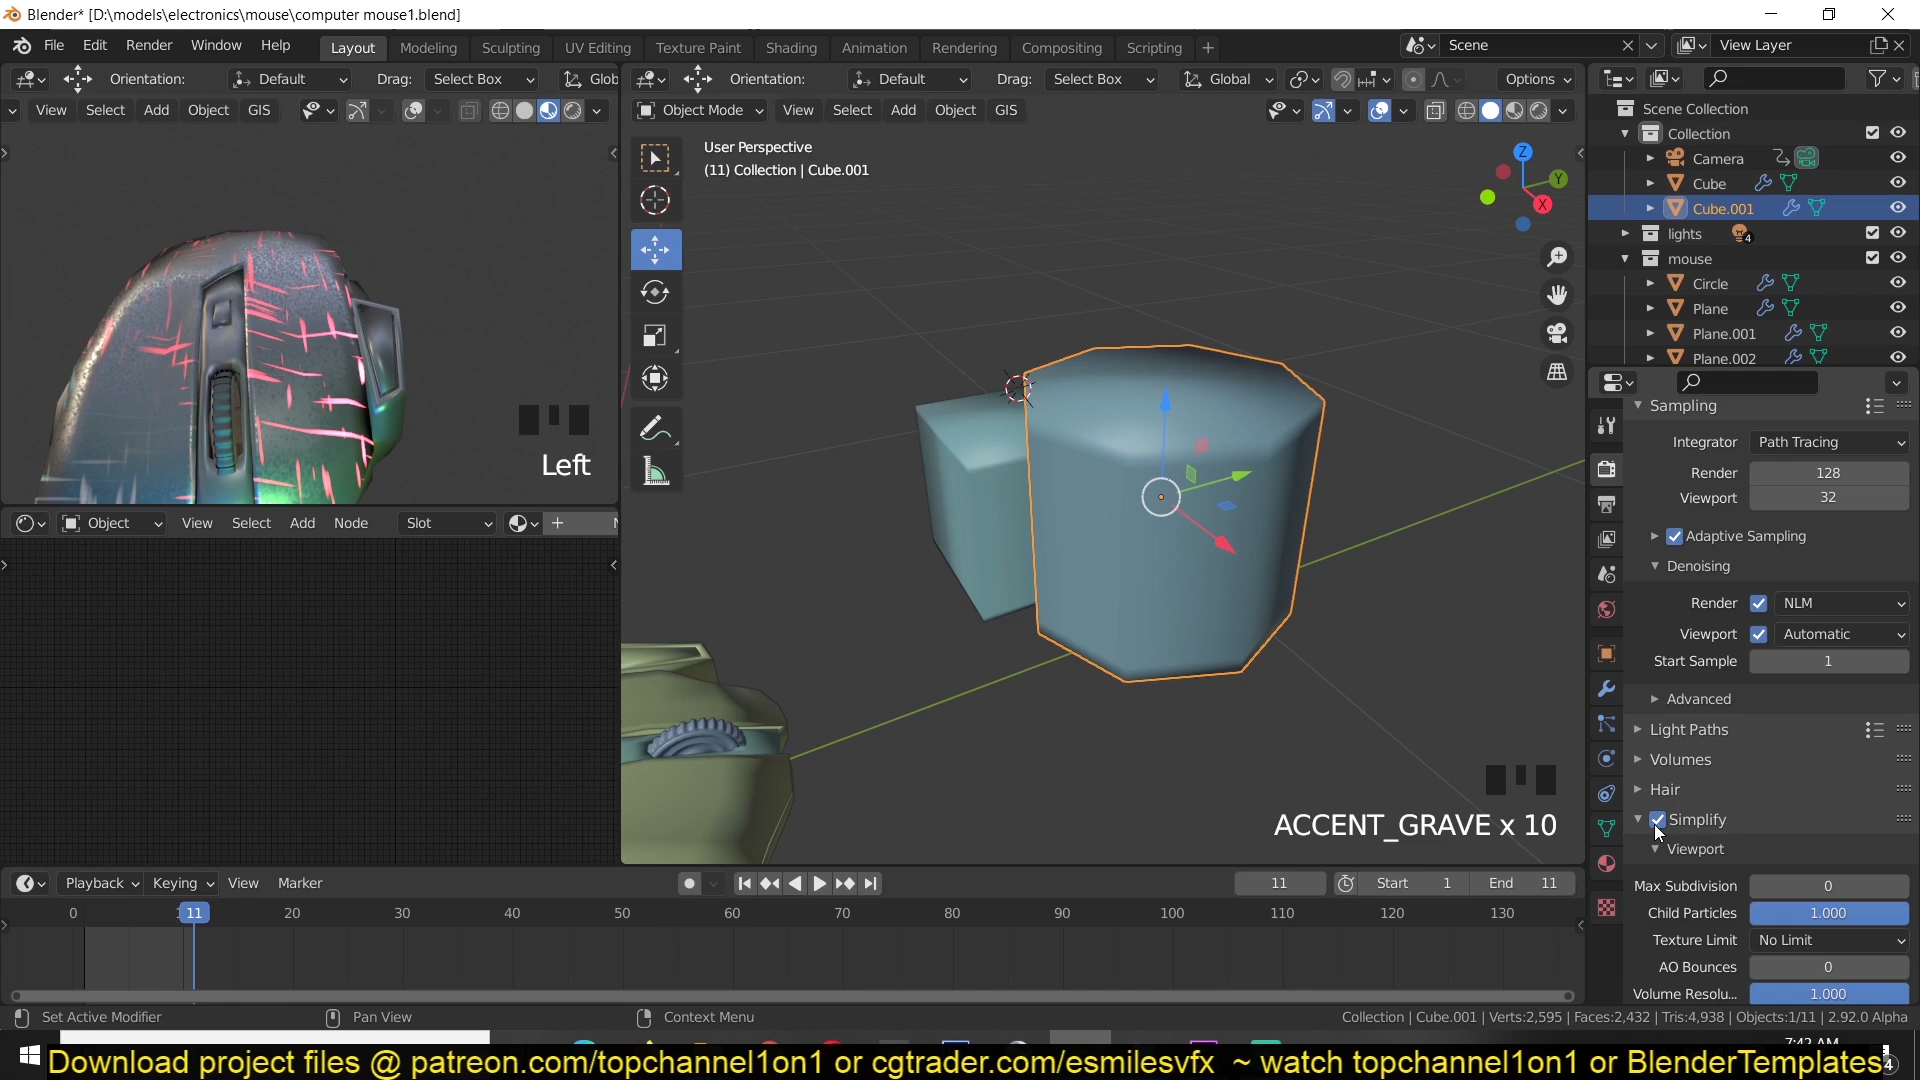 Blender* [D:\models\electronics\mouse\computer mouse1.blend]
File Edit Render Window Help Layout Modeling Sculpting UV Editing Texture Paint Shading Animation Rendering Compositing Scripting + Scene View Layer
Orientation: Default Drag: Select Box Glob Orientation: Default Drag: Select Box Global Options
View Select Add Object GIS Object Mode View Select Add Object GIS
User Perspective
(11) Collection | Cube.001
Z
Y
X
Left
ACCENT_GRAVE x 10
Scene Collection
Collection
Camera
Cube
Cube.001
lights 4
mouse
Circle
Plane
Plane.001
Plane.002
Sampling
Integrator Path Tracing
Render 128
Viewport 32
Adaptive Sampling
Denoising
Render NLM
Viewport Automatic
Start Sample 1
Advanced
Light Paths
Volumes
Hair
Simplify
Viewport
Max Subdivision 0
Child Particles 1.000
Texture Limit No Limit
AO Bounces 0
Volume Resolu... 1.000
Object View Select Add Node Slot
Playback Keying View Marker 11 Start 1 End 11
0 11 20 30 40 50 60 70 80 90 100 110 120 130
Set Active Modifier Pan View Context Menu Collection | Cube.001 | Verts:2,595 | Faces:2,432 | Tris:4,938 | Objects:1/11 | 2.92.0 Alpha
7:42 AM
Download project files @ patreon.com/topchannel1on1 or cgtrader.com/esmilesvfx ~ watch topchannel1on1 or BlenderTemplates